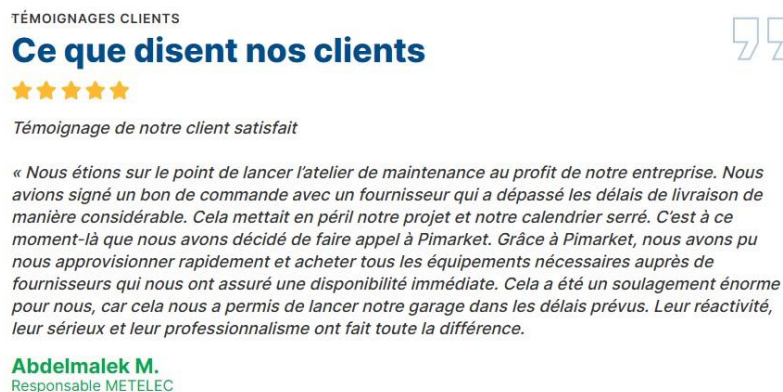 TÉMOIGNAGES CLIENTS
Ce que disent nos clients
Témoignage de notre client satisfait
« Nous étions sur le point de lancer l’atelier de maintenance au profit de notre entreprise. Nous
avions signé un bon de commande avec un fournisseur qui a dépassé les délais de livraison de
manière considérable. Cela mettait en péril notre projet et notre calendrier serré. C’est à ce
moment-là que nous avons décidé de faire appel à Pimarket. Grâce à Pimarket, nous avons pu
nous approvisionner rapidement et acheter tous les équipements nécessaires auprès de
fournisseurs qui nous ont assuré une disponibilité immédiate. Cela a été un soulagement énorme
pour nous, car cela nous a permis de lancer notre garage dans les délais prévus. Leur réactivité,
leur sérieux et leur professionnalisme ont fait toute la différence.
Abdelmalek M.
Responsable METELEC